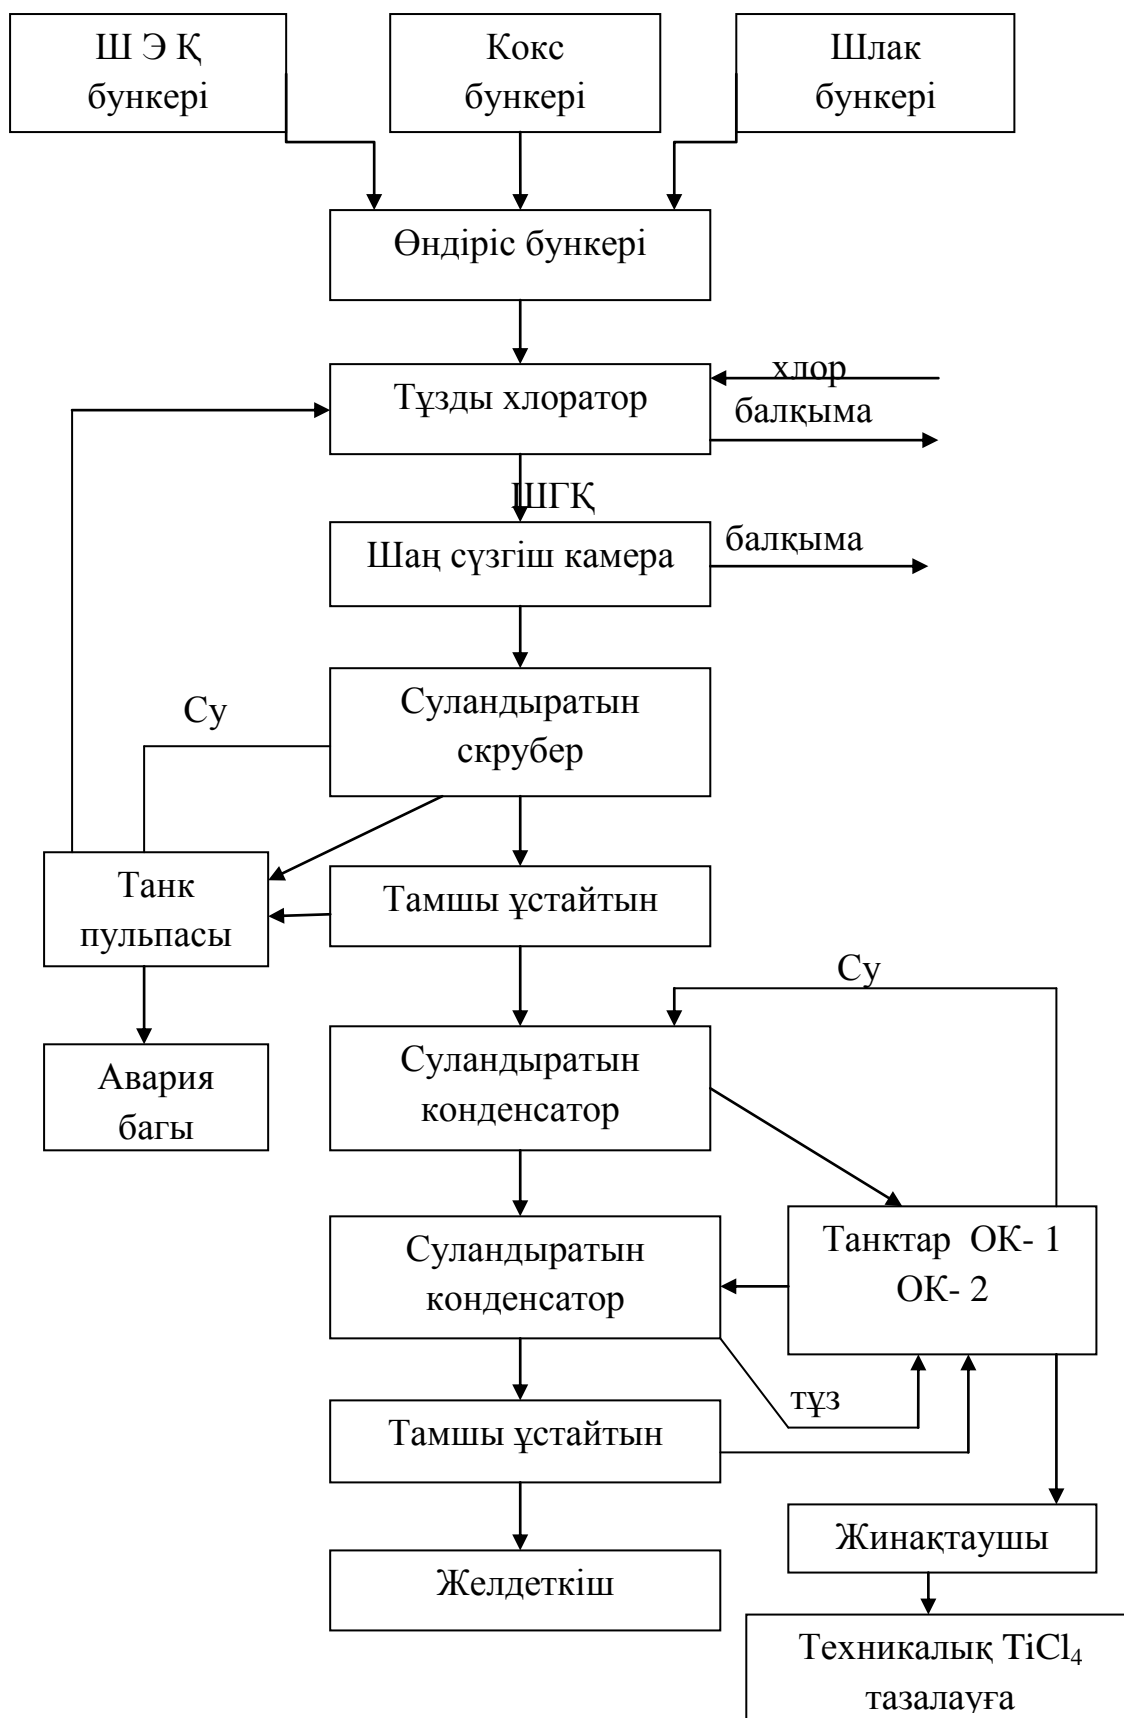 Ш Э Қ
бункері
Кокс
бункері
Шлак
бункері
Өндіріс бункері
хлор
Тұзды хлоратор
балқыма
ШГҚ
Шаң сүзгіш камера
балқыма
Су
Суландыратын
скрубер
Танк
пульпасы
Тамшы ұстайтын
Су
Авария
багы
Суландыратын
конденсатор
Суландыратын
конденсатор
Танктар ОК- 1
ОК- 2
тұз
Тамшы ұстайтын
Жинақтаушы
Желдеткіш
Техникалық TiCl₄
тазалауға